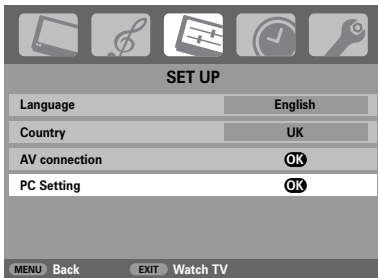 SET UP
Language English
Country UK
AV connection OK
PC Setting OK
MENU Back EXIT Watch TV